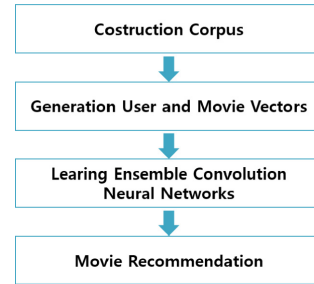 Costruction Corpus
Generation User and Movie Vectors
Learing Ensemble Convolution
Neural Networks
Movie Recommendation